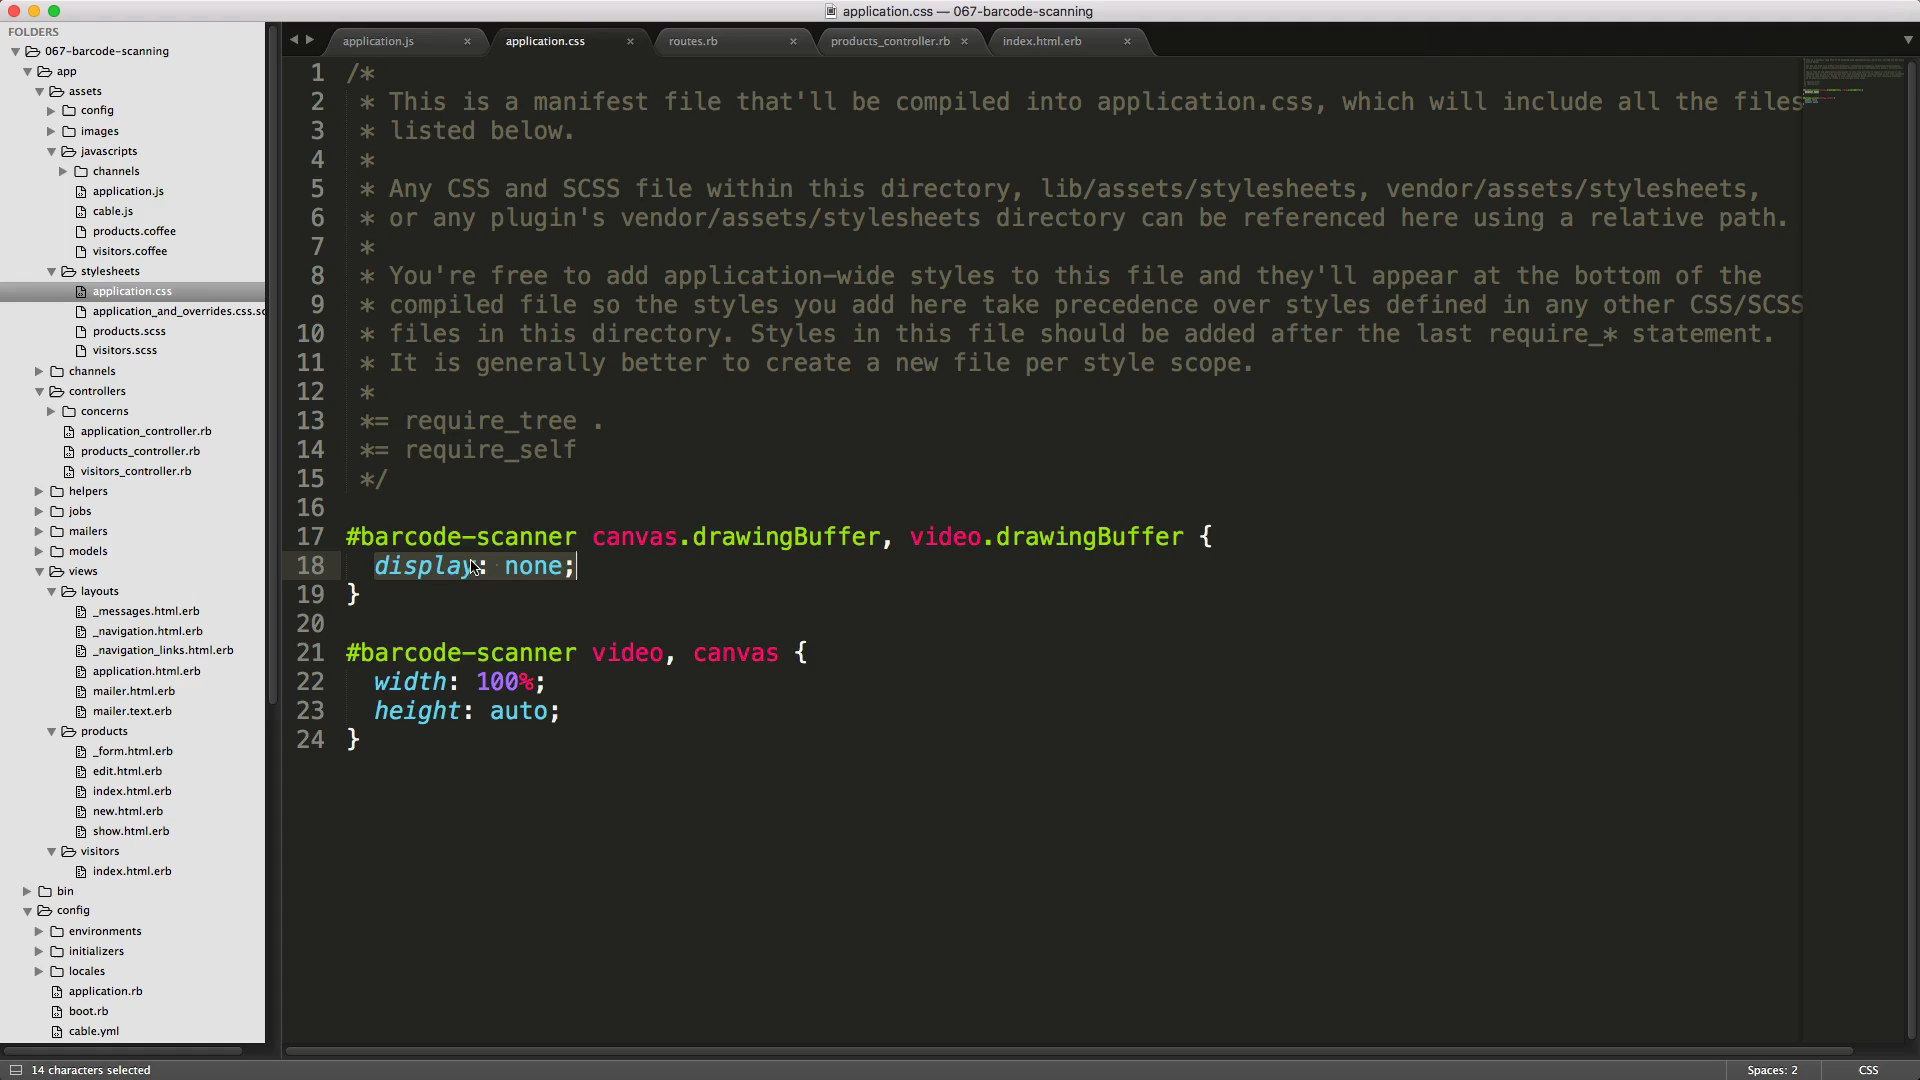 application.css — 067-barcode-scanning
FOLDERS
067-barcode-scanning
app
assets
config
images
javascripts
channels
application.js
cable.js
products.coffee
visitors.coffee
stylesheets
application.css
application_and_overrides.css.sc
products.scss
visitors.scss
channels
controllers
concerns
application_controller.rb
products_controller.rb
visitors_controller.rb
helpers
jobs
mailers
models
views
layouts
_messages.html.erb
_navigation.html.erb
_navigation_links.html.erb
application.html.erb
mailer.html.erb
mailer.text.erb
products
_form.html.erb
edit.html.erb
index.html.erb
new.html.erb
show.html.erb
visitors
index.html.erb
bin
config
environments
initializers
locales
application.rb
boot.rb
cable.yml
application.js × application.css × routes.rb × products_controller.rb × index.html.erb ×
1 /*
2 * This is a manifest file that'll be compiled into application.css, which will include all the files
3 * listed below.
4 *
5 * Any CSS and SCSS file within this directory, lib/assets/stylesheets, vendor/assets/stylesheets,
6 * or any plugin's vendor/assets/stylesheets directory can be referenced here using a relative path.
7 *
8 * You're free to add application-wide styles to this file and they'll appear at the bottom of the
9 * compiled file so the styles you add here take precedence over styles defined in any other CSS/SCSS
10 * files in this directory. Styles in this file should be added after the last require_* statement.
11 * It is generally better to create a new file per style scope.
12 *
13 *= require_tree .
14 *= require_self
15 */
16
17 #barcode-scanner canvas.drawingBuffer, video.drawingBuffer {
18 display: none;
19 }
20
21 #barcode-scanner video, canvas {
22 width: 100%;
23 height: auto;
24 }
14 characters selected
Spaces: 2
CSS